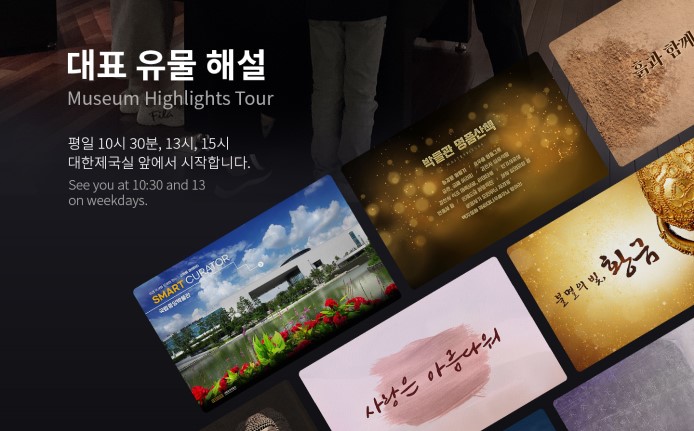 대표 유물 해설
Museum Highlights Tour
평일 10시 30분, 13시, 15시
대한제국실 앞에서 시작합니다.
See you at 10:30 and 13
on weekdays.
흙과 함께
박물관 명품산책
SMART CURATOR
국립중앙박물관
불멸의 빛, 황금
사랑은 아름다워
Fila